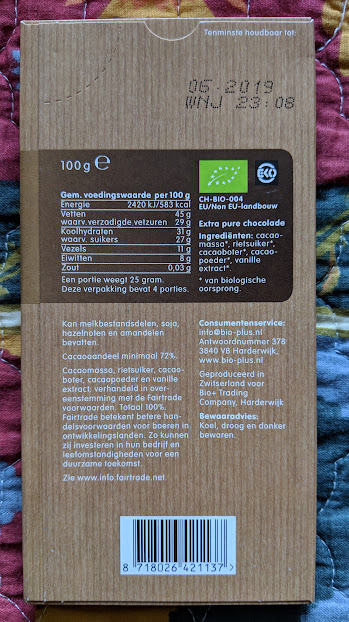 Tenminste houdbaar tot:
06·2019
WNJ 23:08
100g ℮
CH-BIO-004
EU/Non EU-landbouw
EKO
Gem. voedingswaarde per 100 g
Energie 2420 kJ/583 kcal
Vetten 45 g
waarv. verzadigde vetzuren 29 g
Koolhydraten 31 g
waarv. suikers 27 g
Vezels 11 g
Eiwitten 8 g
Zout 0,03 g
Een portie weegt 25 gram.
Deze verpakking bevat 4 porties.
Extra pure chocolade
Ingrediënten: cacao-
massa*, rietsuiker*,
cacaoboter*, cacao-
poeder*, vanille
extract*.
* van biologische
oorsprong.
Kan melkbestandsdelen, soja,
hazelnoten en amandelen
bevatten.
Cacaoaandeel minimaal 72%.
Cacaomassa, rietsuiker, cacao-
boter, cacaopoeder en vanille
extract: verhandeld in over-
eenstemming met de Fairtrade
voorwaarden. Totaal 100%.
Fairtrade betekent betere han-
delsvoorwaarden voor boeren in
ontwikkelingslanden. Zo kunnen
zij investeren in hun bedrijf en
leefomstandigheden voor een
duurzame toekomst.
Zie www.info.fairtrade.net.
Consumentenservice:
info@bio-plus.nl
Antwoordnummer 378
3840 VB Harderwijk,
www.bio-plus.nl
Geproduceerd in
Zwitserland voor
Bio+ Trading
Company, Harderwijk
Bewaaradvies:
Koel, droog en donker
bewaren.
8 718026 421137 >